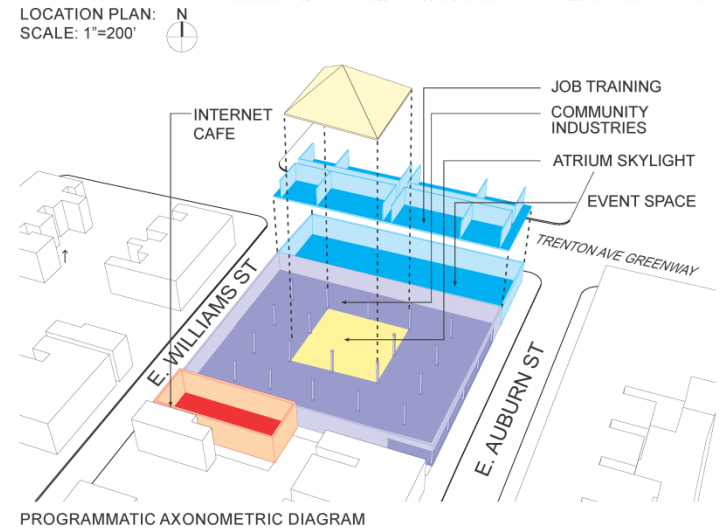 LOCATION PLAN:
SCALE: 1"=200'
N
INTERNET
CAFE
JOB TRAINING
COMMUNITY
INDUSTRIES
ATRIUM SKYLIGHT
EVENT SPACE
TRENTON AVE GREENWAY
E. WILLIAMS ST
E. AUBURN ST
PROGRAMMATIC AXONOMETRIC DIAGRAM